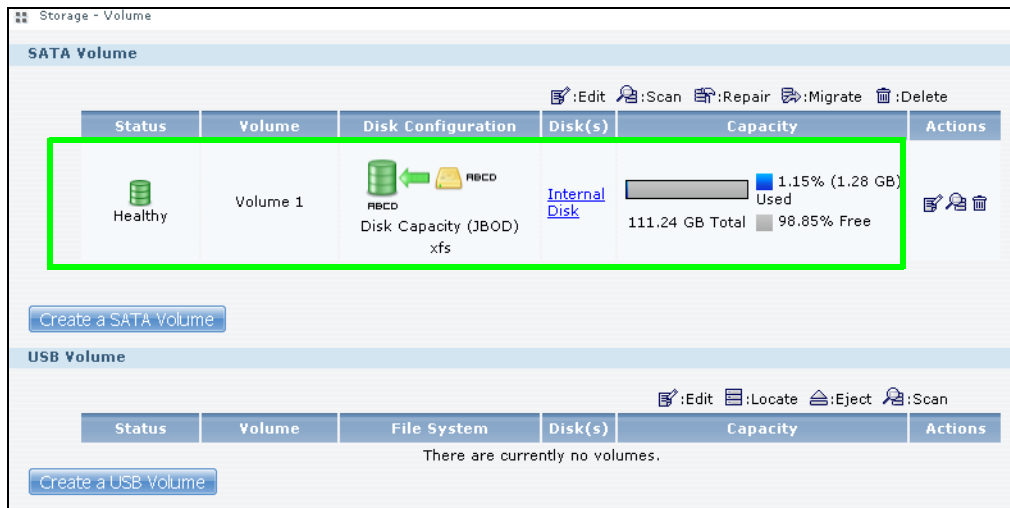 Storage - Volume
SATA Volume
:Edit :Scan :Repair :Migrate :Delete
Status Volume Disk Configuration Disk(s) Capacity Actions
Healthy
Volume 1
ABCD
ABCD
Disk Capacity (JBOD)
xfs
Internal
Disk
111.24 GB Total
1.15% (1.28 GB)
Used
98.85% Free
Create a SATA Volume
USB Volume
:Edit :Locate :Eject :Scan
Status Volume File System Disk(s) Capacity Actions
There are currently no volumes.
Create a USB Volume